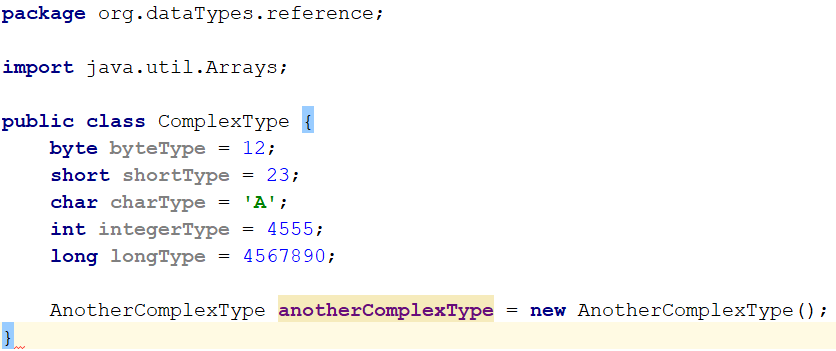 package org.dataTypes.reference;
import java.util.Arrays;
public class ComplexType {
    byte byteType = 12;
    short shortType = 23;
    char charType = 'A';
    int integerType = 4555;
    long longType = 4567890;
    AnotherComplexType anotherComplexType = new AnotherComplexType();
}